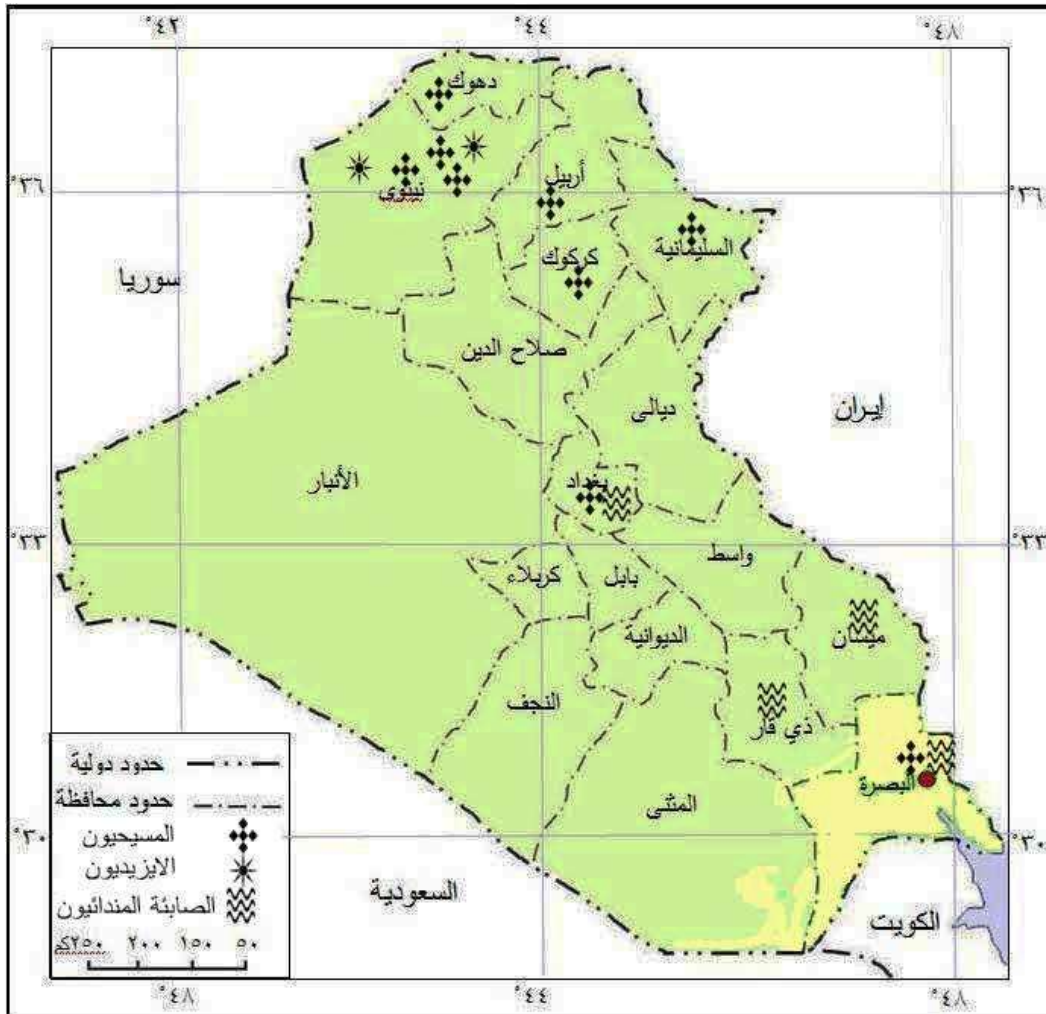 °٤٢ °٤٤ °٤٨
دهوك
°٣٦ نينوى أربيل °٣٦
السليمانية
كركوك
سوريا
صلاح الدين
ديالى ايران
الأنبار بغداد
°٣٣ °٣٣
واسط
كربلاء بابل
الديوانية ميسان
النجف
ذي قار
البصرة
المثنى
°٣٠ °٣٠
السعودية الكويت
حدود دولية
حدود محافظة
المسيحيون
الايزيديون
الصابئة المندائيون
٢٥٠كم ٢٠٠ ١٥٠ ٥٠
°٤٨ °٤٤ °٤٨